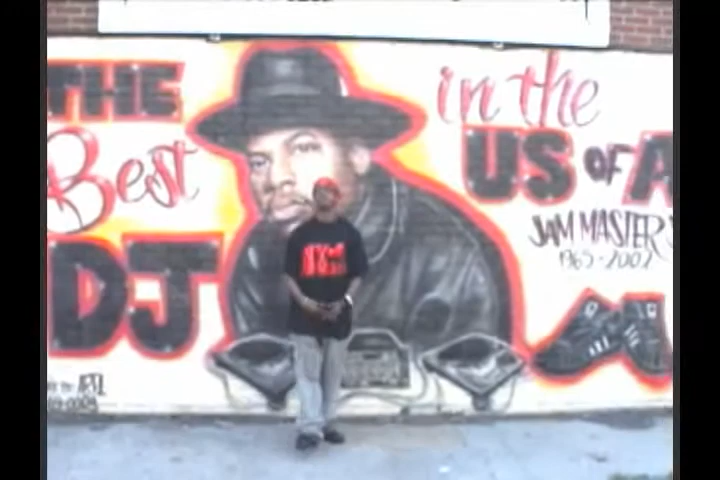 THE
Best
DJ
in the
US OF A
JAM MASTER J
1965-2002